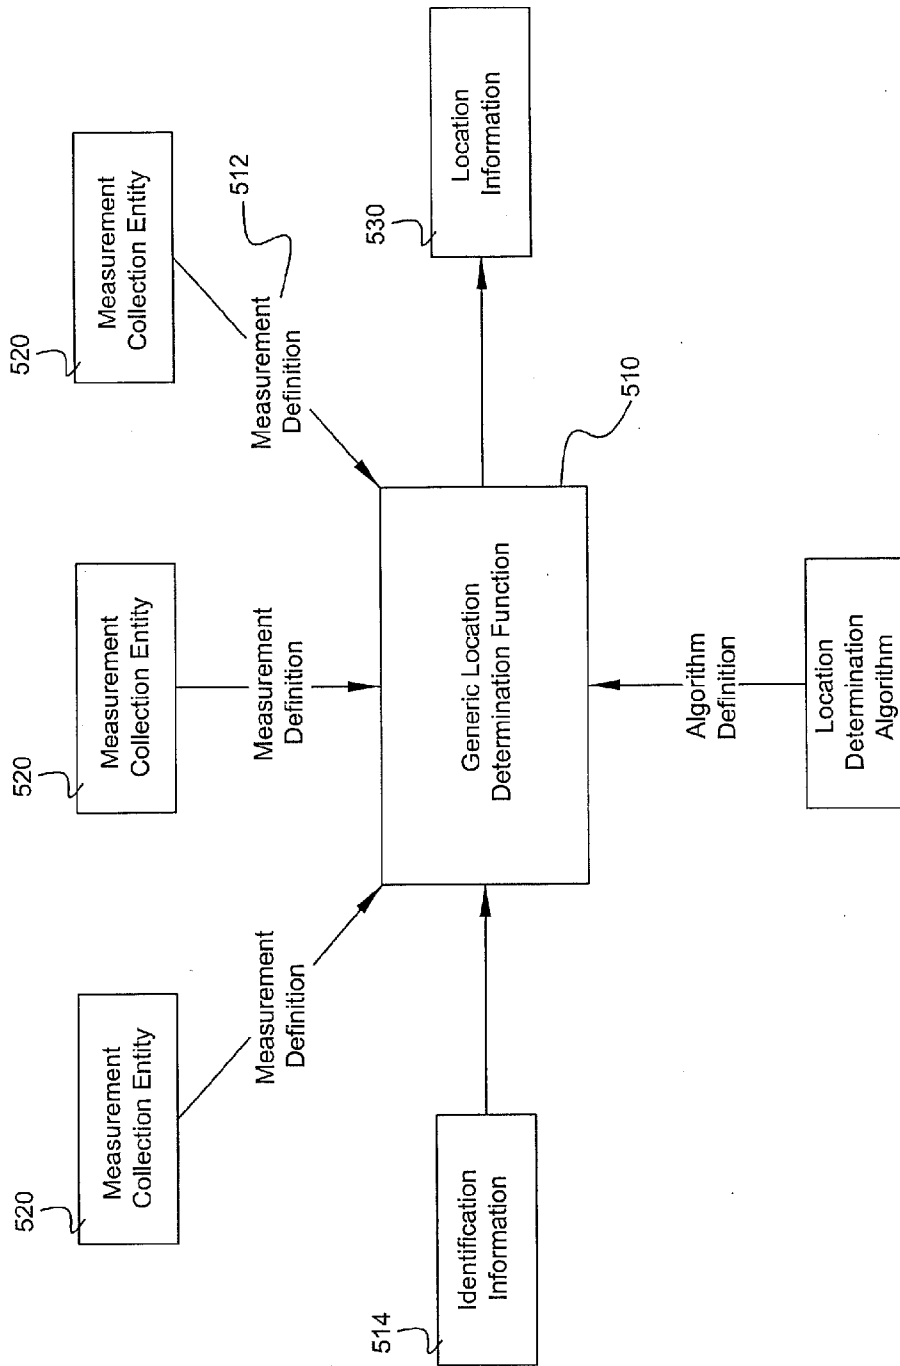 520
Measurement
Collection Entity
520
Measurement
Collection Entity
520
Measurement
Collection Entity
Measurement
Definition
Measurement
Definition
Measurement
Definition
512
514
Identification
Information
Generic Location
Determination Function
510
530
Location
Information
Algorithm
Definition
Location
Determination
Algorithm